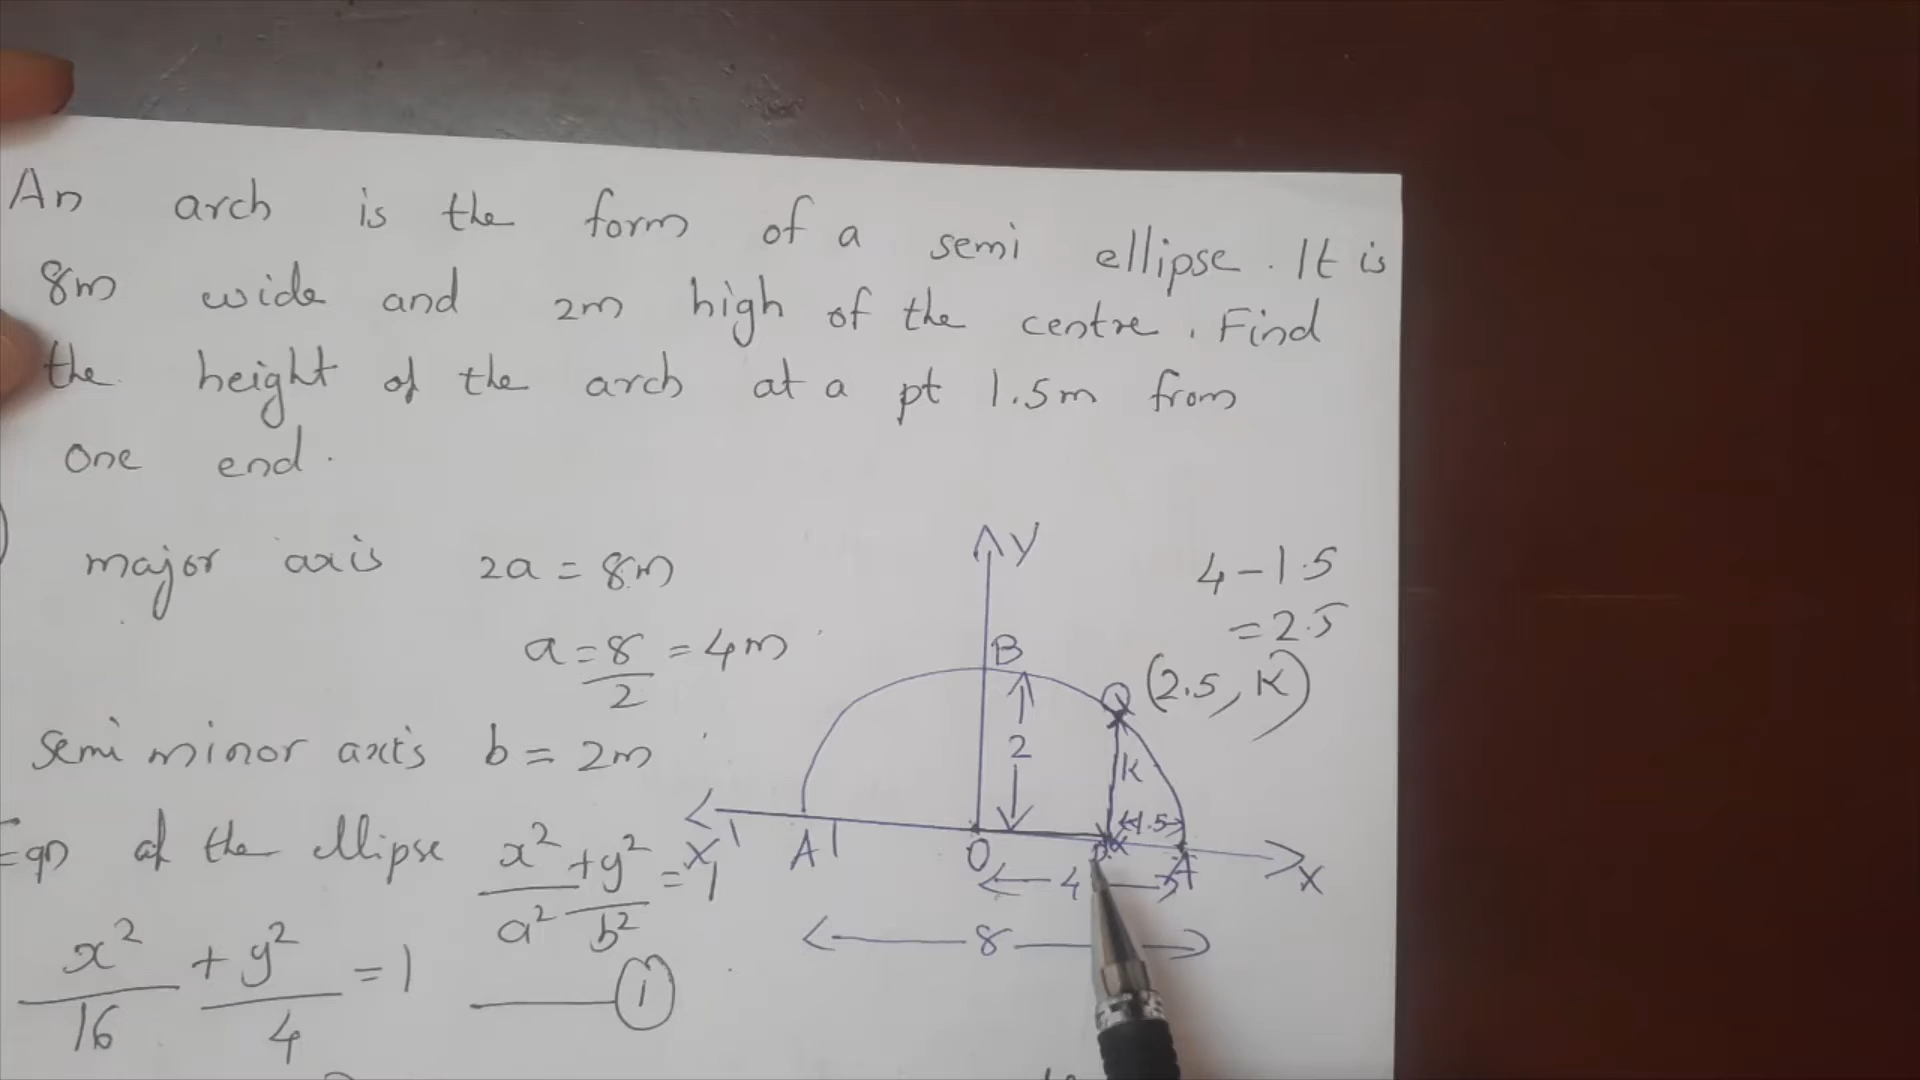 An arch is the form of a semi ellipse. It is
8m wide and 2m high of the centre. Find
the height of the arch at a pt 1.5m from
one end.
major axis 2a = 8m
a = 8/2 = 4m
semi minor axis b = 2m
Eqn of the ellipse x²/a² + y²/b² = 1
x²/16 + y²/4 = 1 ——— ①
Y
4 - 1.5
= 2.5
B
Q (2.5, K)
2
K
1.5
X'
A'
O
A
X
4
8